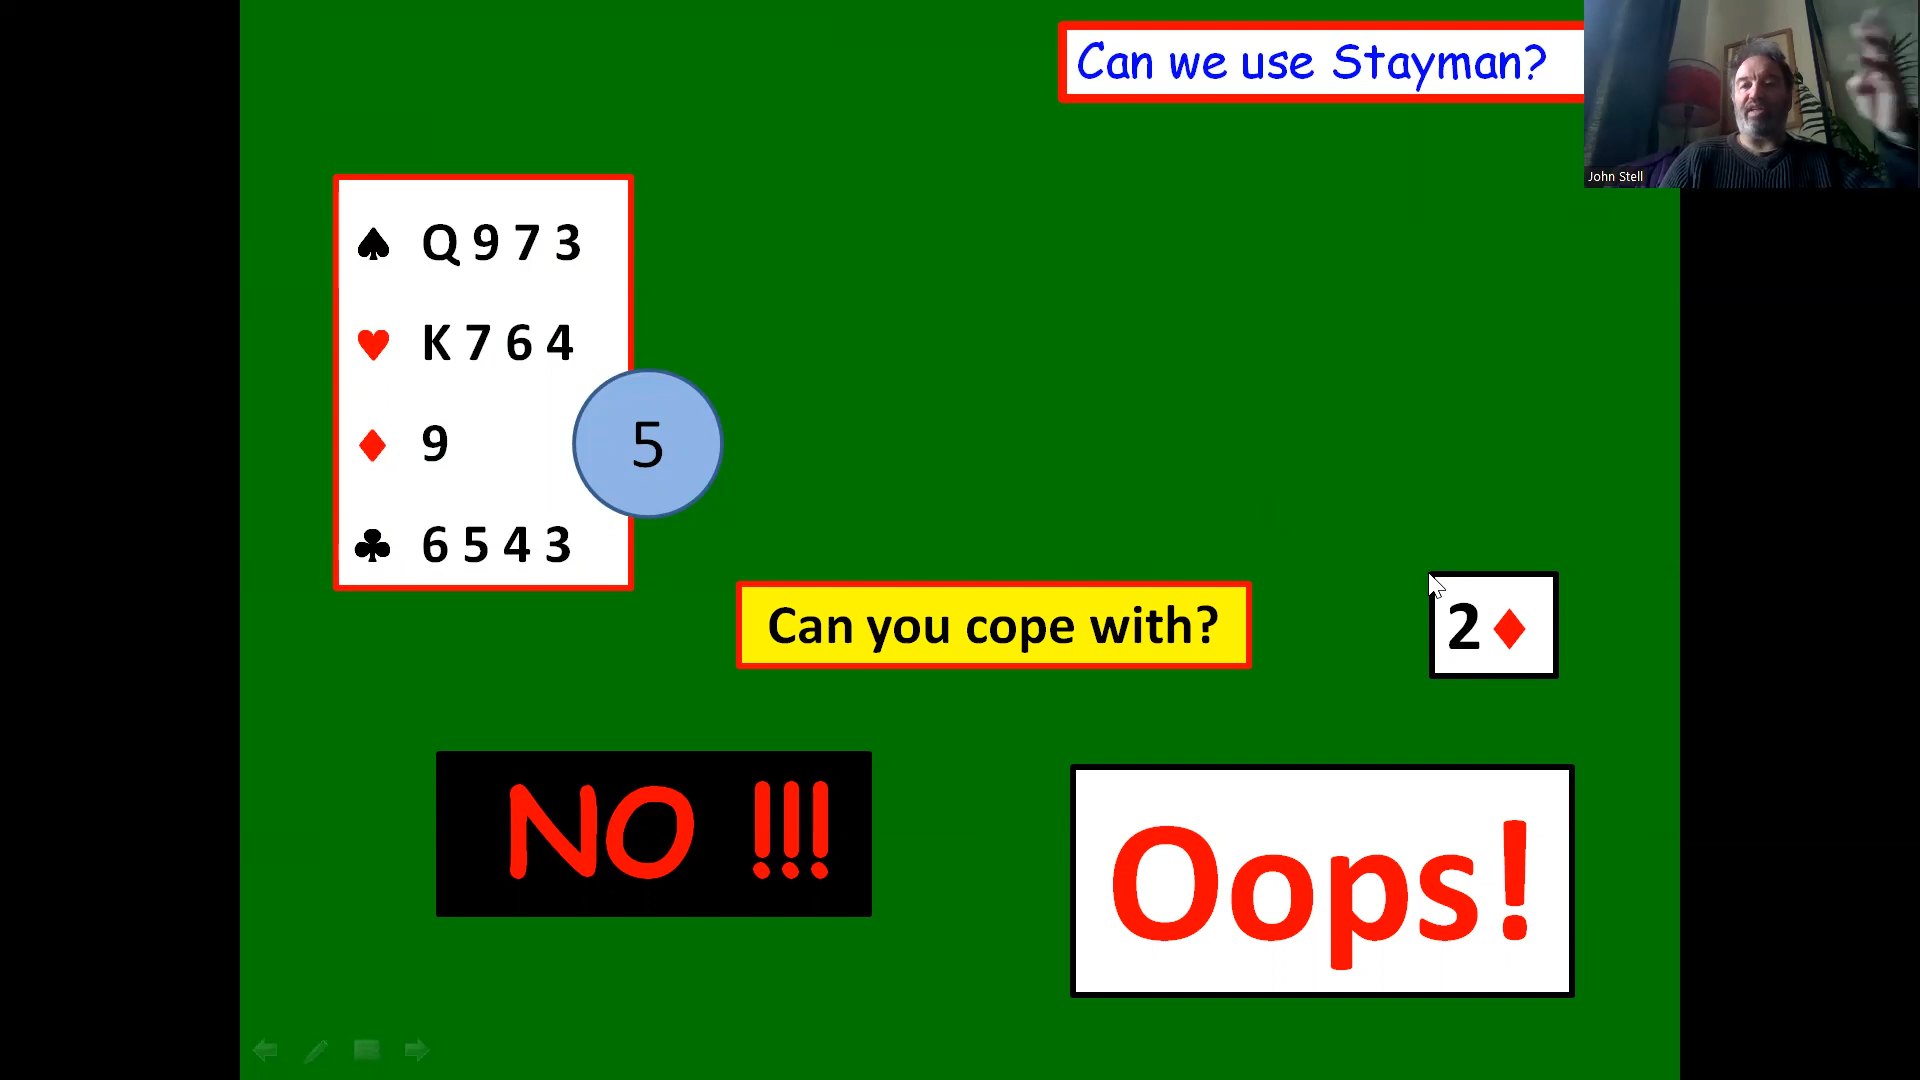 Can we use Stayman?
John Stell
♠ Q 9 7 3
♥ K 7 6 4
♦ 9
5
♣ 6 5 4 3
Can you cope with?
2♦
NO !!!
Oops!